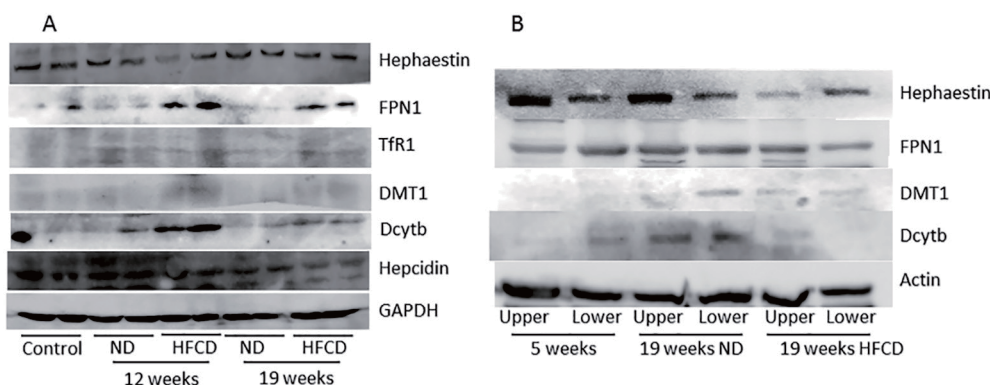 A
Hephaestin
FPN1
TfR1
DMT1
Dcytb
Hepcidin
GAPDH
Control ND HFCD ND HFCD
12 weeks 19 weeks
B
Hephaestin
FPN1
DMT1
Dcytb
Actin
Upper Lower Upper Lower Upper Lower
5 weeks 19 weeks ND 19 weeks HFCD